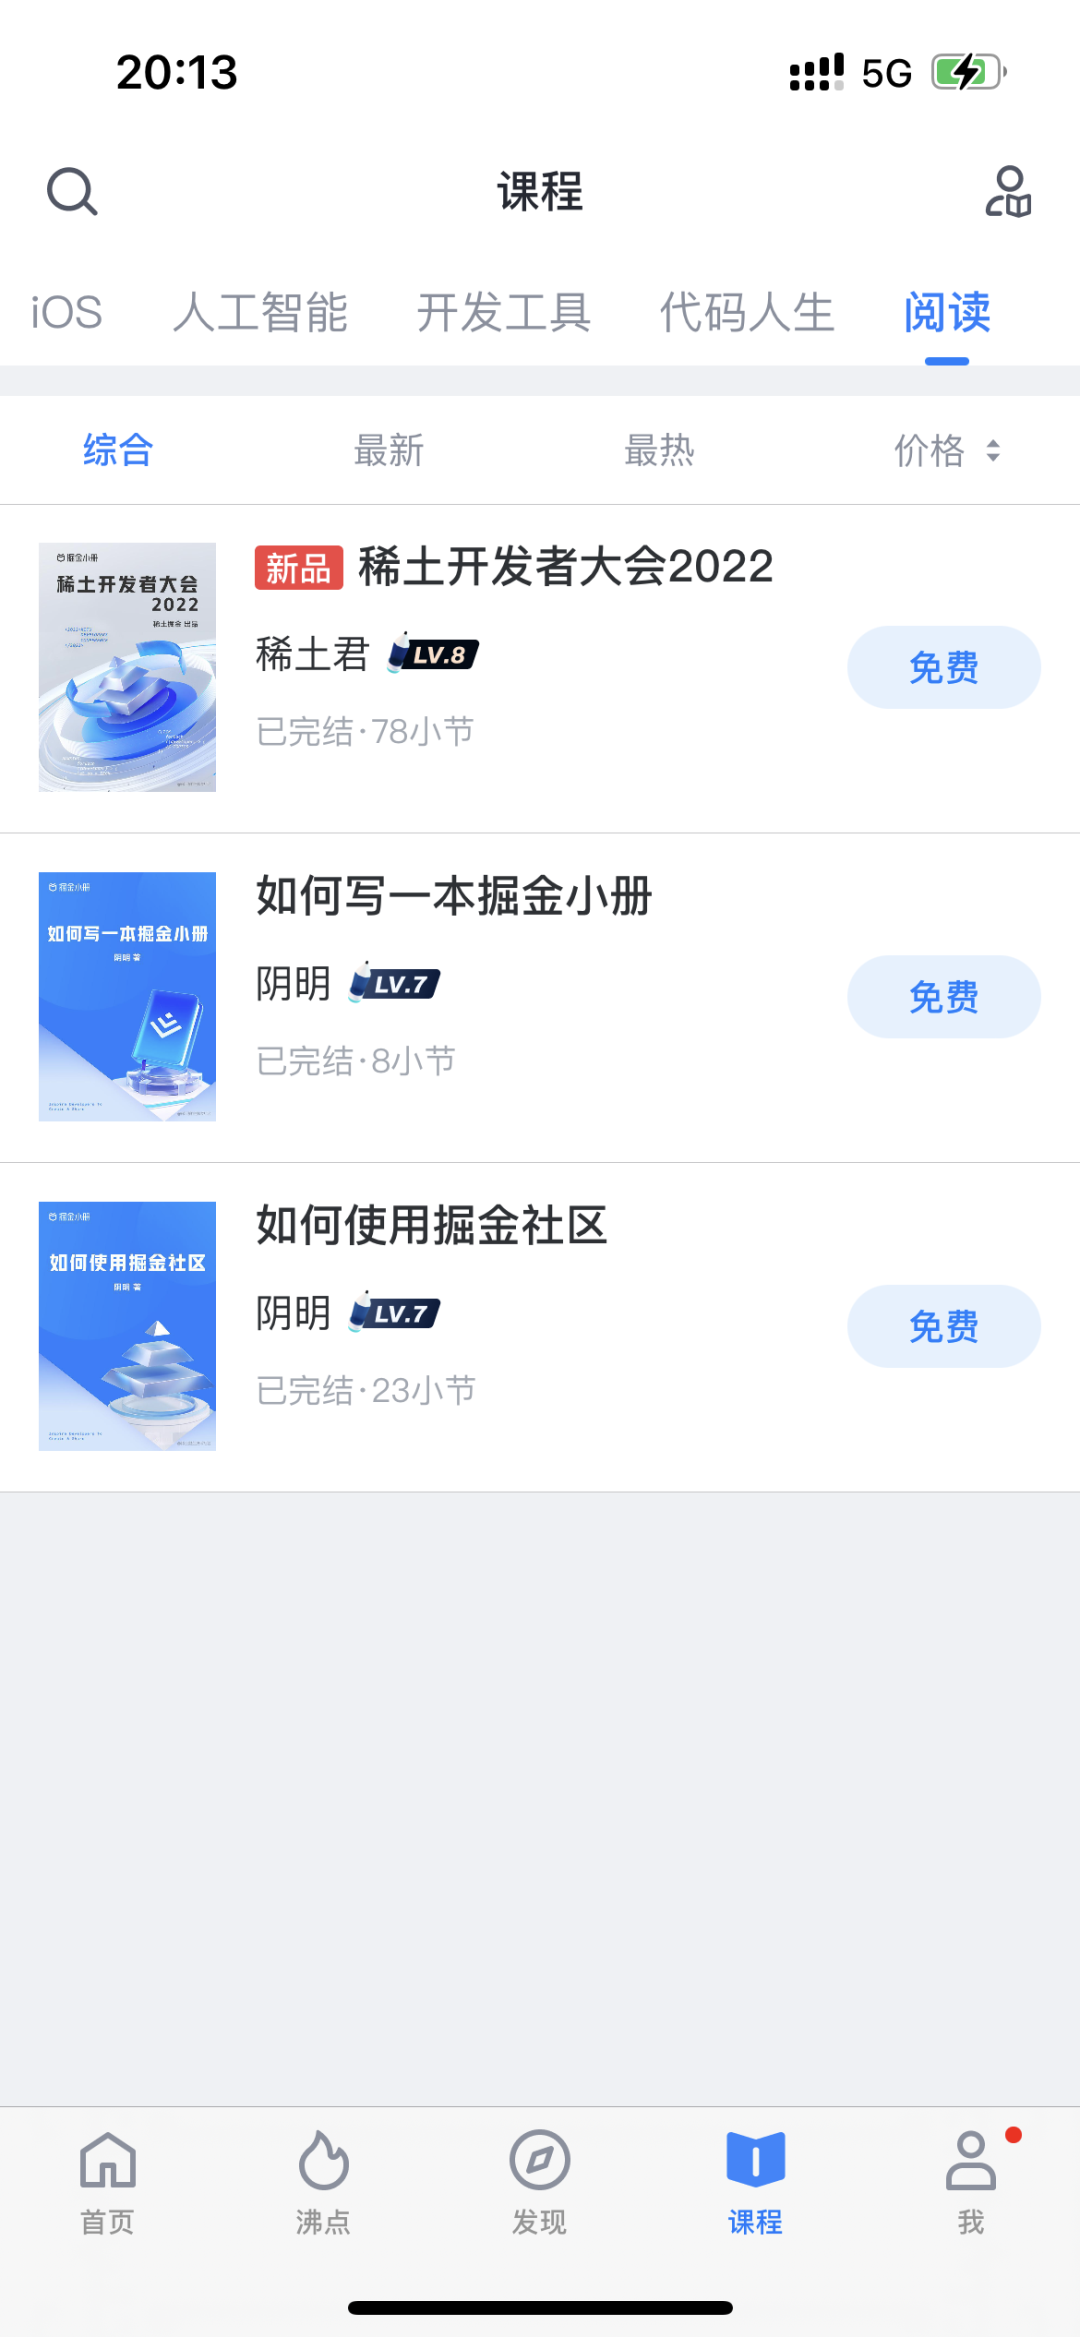 20:13
5G
课程
iOS 人工智能 开发工具 代码人生 阅读
综合 最新 最热 价格
掘金小册
稀土开发者大会
2022
稀土掘金 出品
新品 稀土开发者大会2022
稀土君 LV.8
免费
已完结·78小节
掘金小册
如何写一本掘金小册
阴明 著
如何写一本掘金小册
阴明 LV.7
免费
已完结·8小节
掘金小册
如何使用掘金社区
阴明 著
如何使用掘金社区
阴明 LV.7
免费
已完结·23小节
首页 沸点 发现 课程 我